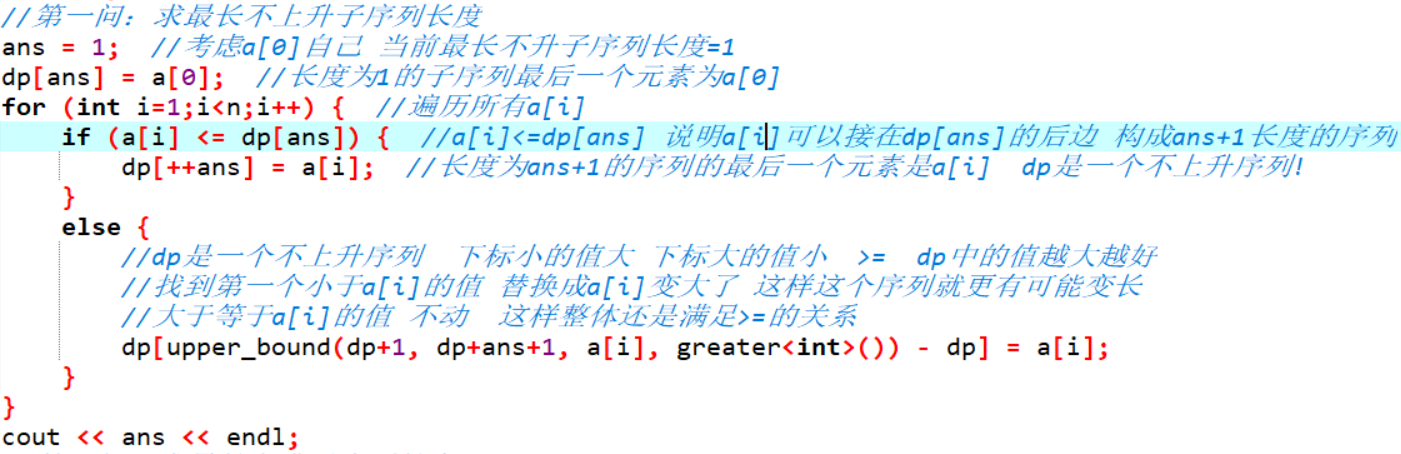 //第一问：求最长不上升子序列长度
ans = 1;  //考虑a[0]自己 当前最长不升子序列长度=1
dp[ans] = a[0];  //长度为1的子序列最后一个元素为a[0]
for (int i=1;i<n;i++) {  //遍历所有a[i]
    if (a[i] <= dp[ans]) {  //a[i]<=dp[ans] 说明a[i]可以接在dp[ans]的后边 构成ans+1长度的序列
        dp[++ans] = a[i];  //长度为ans+1的序列的最后一个元素是a[i]  dp是一个不上升序列!
    }
    else {
        //dp是一个不上升序列  下标小的值大 下标大的值小  >=  dp中的值越大越好
        //找到第一个小于a[i]的值 替换成a[i]变大了 这样这个序列就更有可能变长
        //大于等于a[i]的值 不动  这样整体还是满足>=的关系
        dp[upper_bound(dp+1, dp+ans+1, a[i], greater<int>()) - dp] = a[i];
    }
}
cout << ans << endl;